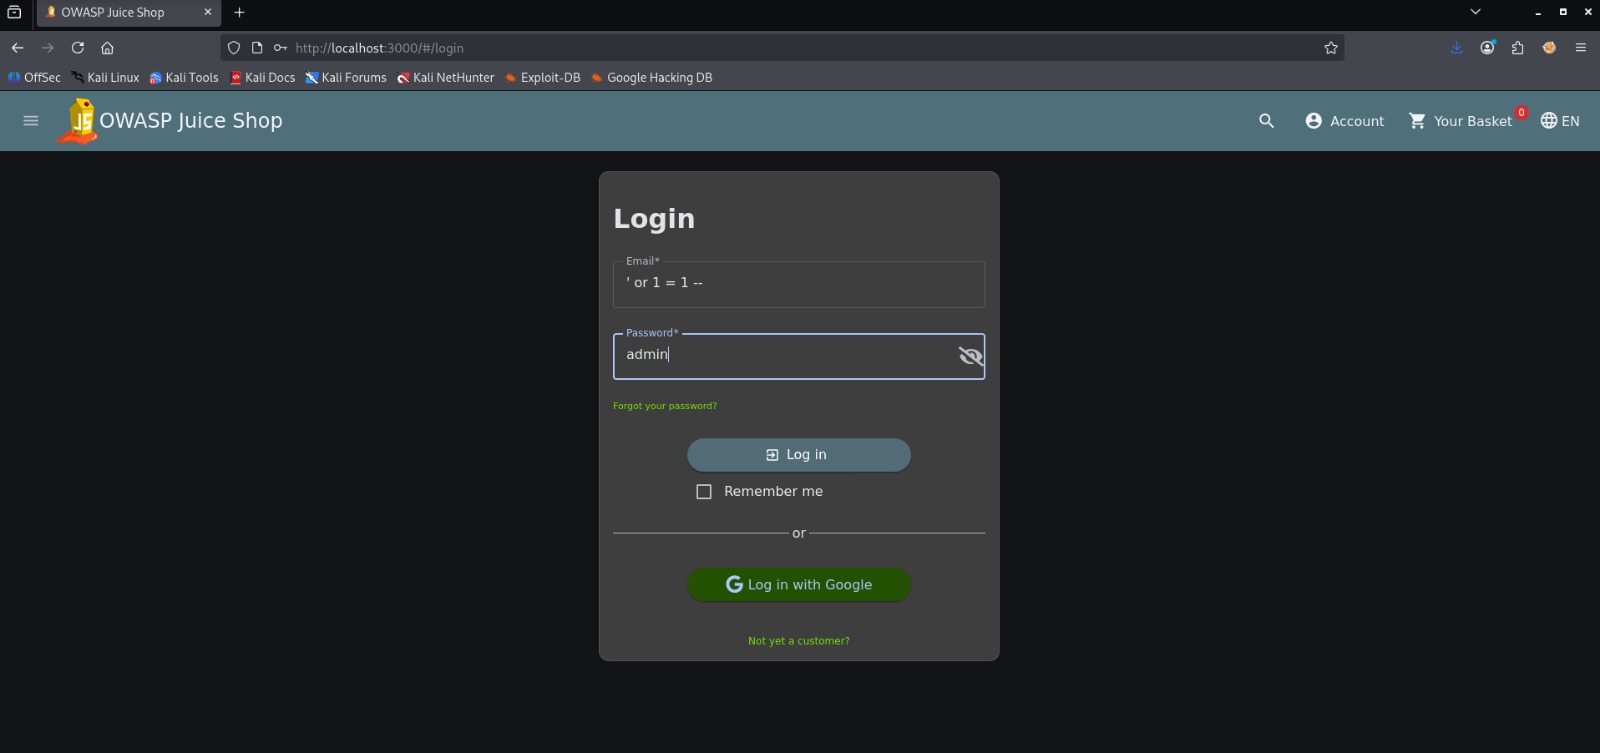 OWASP Juice Shop
http://localhost:3000/#/login
OffSec Kali Linux Kali Tools Kali Docs Kali Forums Kali NetHunter Exploit-DB Google Hacking DB
OWASP Juice Shop Account Your Basket 0 EN
Login
Email*
' or 1 = 1 --
Password*
admin
Forgot your password?
Log in
Remember me
or
Log in with Google
Not yet a customer?